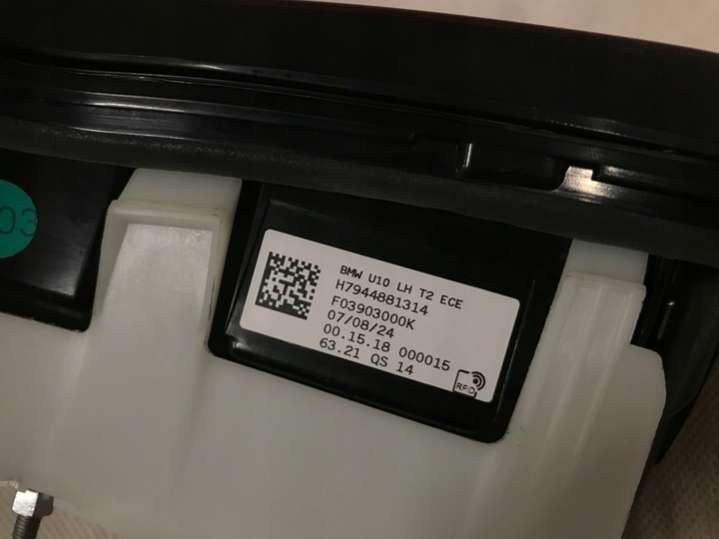 03
BMW U10 LH T2 ECE
H7944881314
F03903000K
07/08/24
00.15.18 000015
63.21 QS 14
RFID